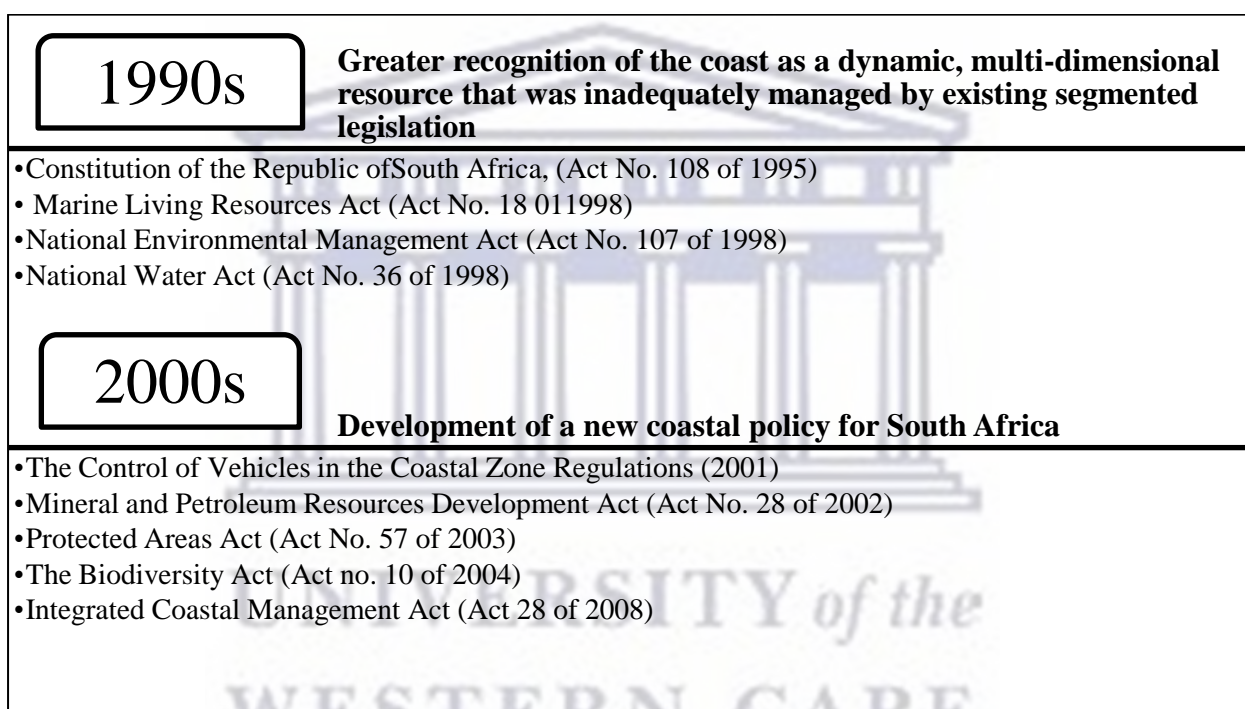 1990s
Greater recognition of the coast as a dynamic, multi-dimensional
resource that was inadequately managed by existing segmented
legislation
•Constitution of the Republic ofSouth Africa, (Act No. 108 of 1995)
• Marine Living Resources Act (Act No. 18 011998)
•National Environmental Management Act (Act No. 107 of 1998)
•National Water Act (Act No. 36 of 1998)
2000s
Development of a new coastal policy for South Africa
•The Control of Vehicles in the Coastal Zone Regulations (2001)
•Mineral and Petroleum Resources Development Act (Act No. 28 of 2002)
•Protected Areas Act (Act No. 57 of 2003)
•The Biodiversity Act (Act no. 10 of 2004)
•Integrated Coastal Management Act (Act 28 of 2008)
UNIVERSITY of the
WESTERN CAPE